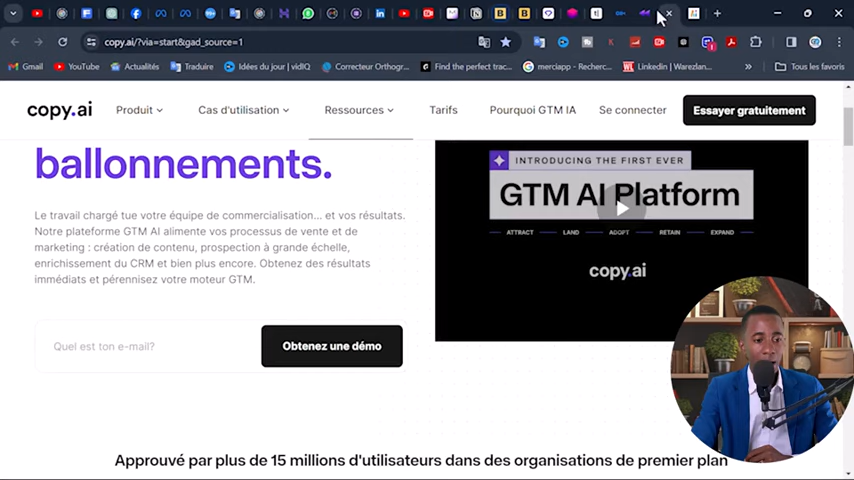 copy.ai/?via=start&gad_source=1
Gmail
YouTube
Actualités
Traduire
Idées du jour | vidIQ
Correcteur Orthogr...
Find the perfect trac...
merciapp - Recherc...
Linkedin | Warezlan...
»
Tous les favoris
copy.ai
Produit
Cas d'utilisation
Ressources
Tarifs
Pourquoi GTM IA
Se connecter
Essayer gratuitement
ballonnements.
Le travail chargé tue votre équipe de commercialisation... et vos résultats.
Notre plateforme GTM AI alimente vos processus de vente et de
marketing : création de contenu, prospection à grande échelle,
enrichissement du CRM et bien plus encore. Obtenez des résultats
immédiats et pérennisez votre moteur GTM.
Quel est ton e-mail?
Obtenez une démo
INTRODUCING THE FIRST EVER
GTM AI Platform
ATTRACT LAND ADOPT RETAIN EXPAND
copy.ai
Approuvé par plus de 15 millions d'utilisateurs dans des organisations de premier plan